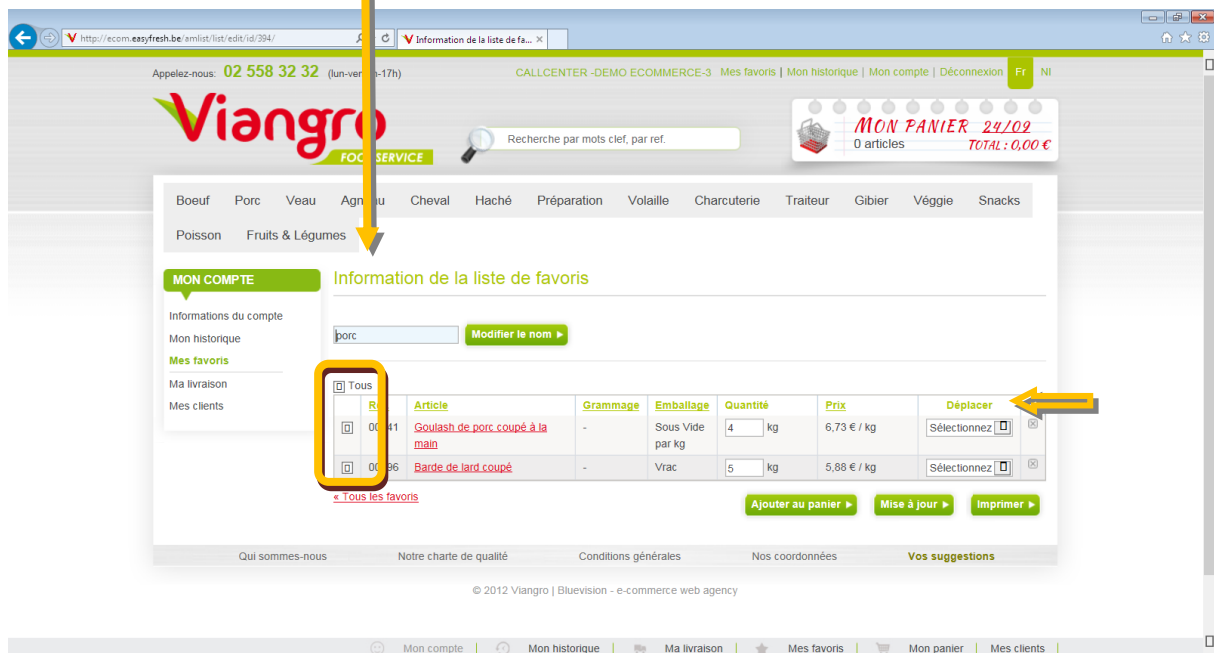 http://ecom.easyfresh.be/amlist/list/edit/id/394/
Information de la liste de fa...
Appelez-nous: 02 558 32 32
CALLCENTER -DEMO ECOMMERCE-3 Mes favoris | Mon historique | Mon compte | Déconnexion Fr Nl
Viangro
SERVICE
Recherche par mots clef, par ref.
MON PANIER 24/09
0 articles TOTAL : 0,00 €
Boeuf Porc Veau Cheval Haché Préparation Volaille Charcuterie Traiteur Gibier Véggie Snacks
Poisson Fruits & Légumes
MON COMPTE
Informations du compte
Mon historique
Mes favoris
Ma livraison
Mes clients
Information de la liste de favoris
porc Modifier le nom
Tous
Article Grammage Emballage Quantité Prix Déplacer
Goulash de porc coupé à la main - Sous Vide par kg 4 kg 6,73 € / kg Sélectionnez
Barde de lard coupé - Vrac 5 kg 5,88 € / kg Sélectionnez
« Tous les favoris
Ajouter au panier Mise à jour Imprimer
Qui sommes-nous Notre charte de qualité Conditions générales Nos coordonnées Vos suggestions
© 2012 Viangro | Bluevision - e-commerce web agency
Mon compte | Mon historique | Ma livraison | Mes favoris | Mon panier | Mes clients |